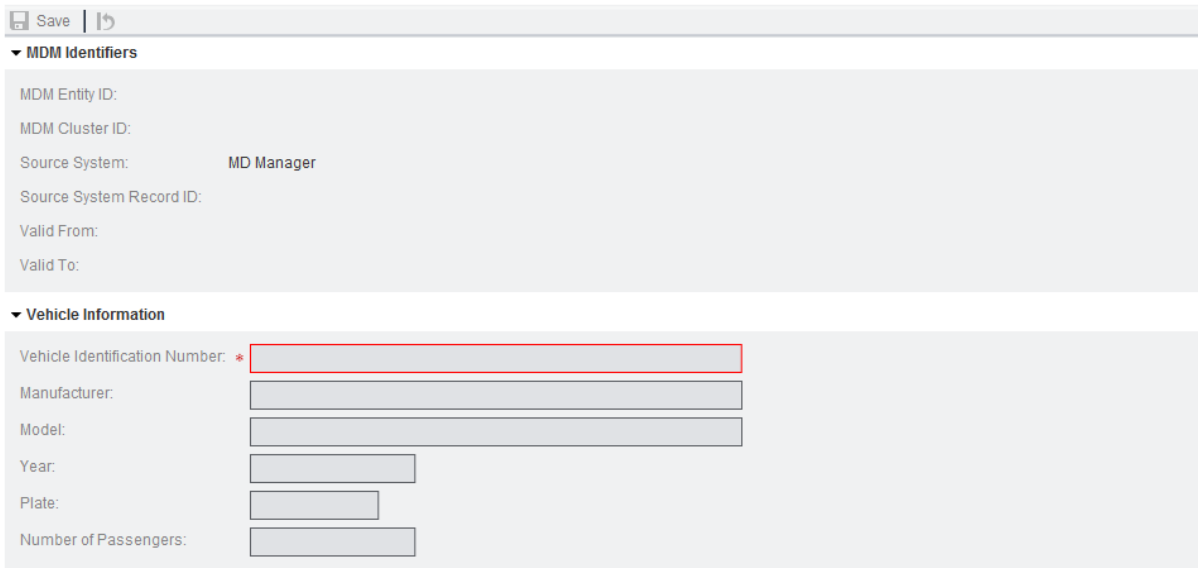 Save
MDM Identifiers
MDM Entity ID:
MDM Cluster ID:
Source System: MD Manager
Source System Record ID:
Valid From:
Valid To:
Vehicle Information
Vehicle Identification Number: *
Manufacturer:
Model:
Year:
Plate:
Number of Passengers: